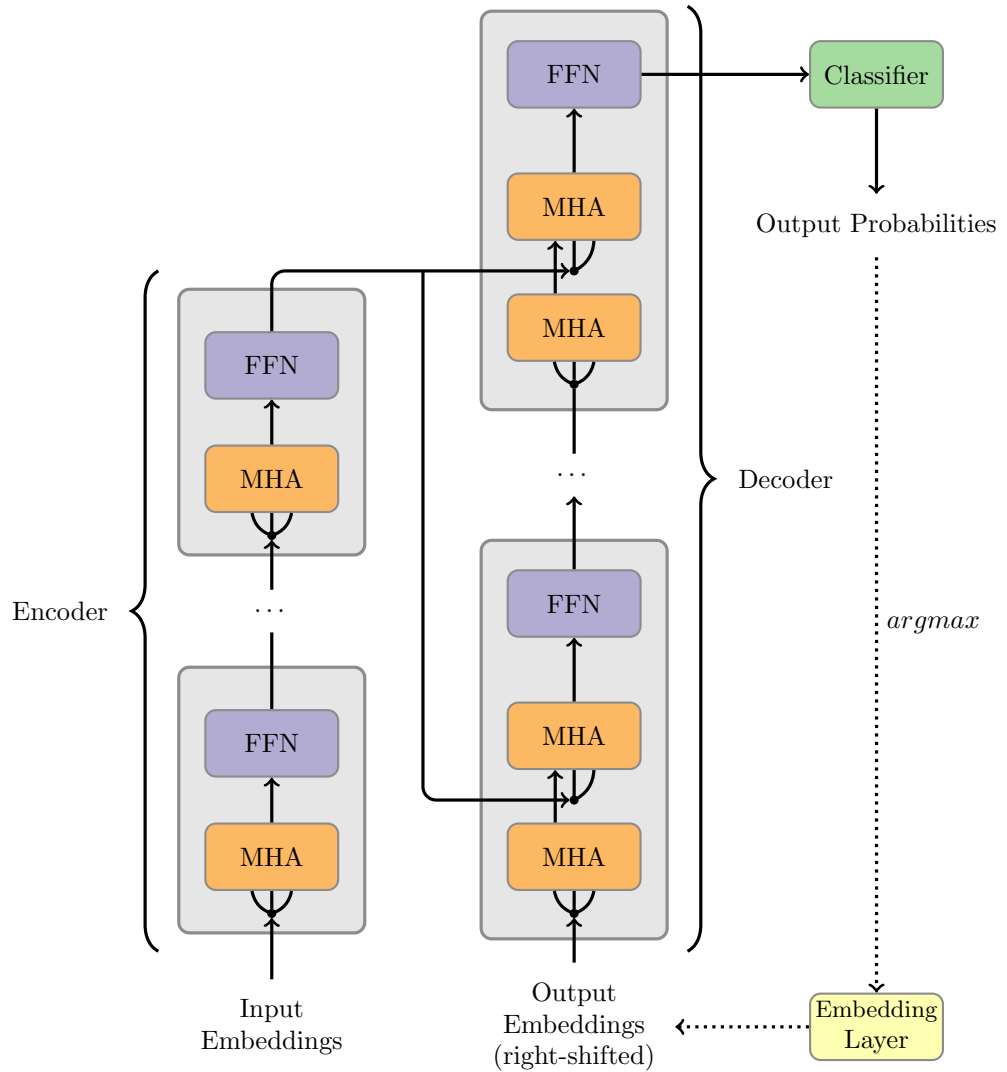 FFN
Classifier
MHA
Output Probabilities
MHA
FFN
MHA
...
Decoder
Encoder
...
FFN
argmax
FFN
MHA
MHA
MHA
Input
Embeddings
Output
Embeddings
(right-shifted)
Embedding
Layer